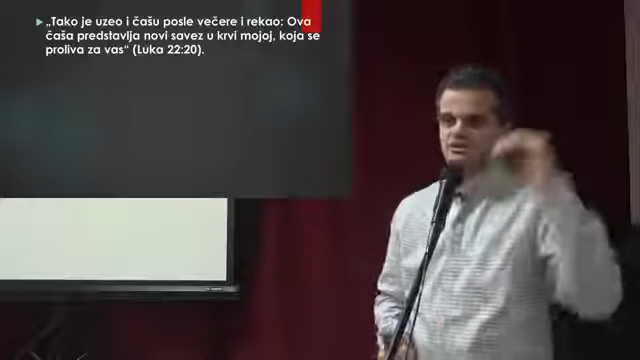 „Tako je uzeo i čašu posle večere i rekao: Ova
čaša predstavlja novi savez u krvi mojoj, koja se
proliva za vas“ (Luka 22:20).